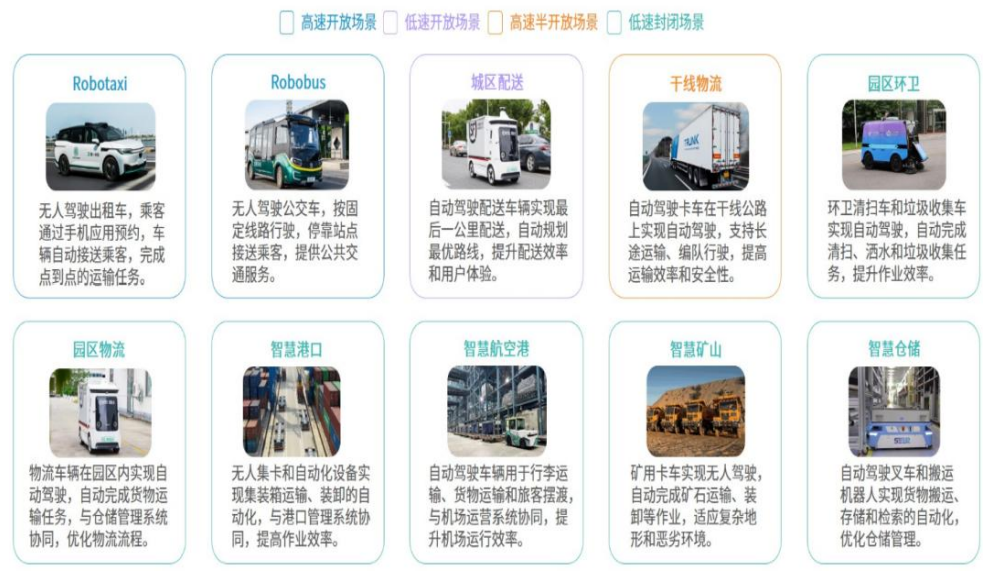 高速开放场景 低速开放场景 高速半开放场景 低速封闭场景
Robotaxi
无人驾驶出租车，乘客
通过手机应用预约，车
辆自动接送乘客，完成
点到点的运输任务。
Robobus
无人驾驶公交车，按固
定线路行驶，停靠站点
接送乘客，提供公共交
通服务。
城区配送
自动驾驶配送车辆实现最
后一公里配送，自动规划
最优路线，提升配送效率
和用户体验。
干线物流
TRUNK
自动驾驶卡车在干线公路
上实现自动驾驶，支持长
途运输、编队行驶，提高
运输效率和安全性。
园区环卫
环卫清扫车和垃圾收集车
实现自动驾驶，自动完成
清扫、洒水和垃圾收集任
务，提升作业效率。
园区物流
物流车辆在园区内实现自
动驾驶，自动完成货物运
输任务，与仓储管理系统
协同，优化物流流程。
智慧港口
无人集卡和自动化设备实
现集装箱运输、装卸的自
动化，与港口管理系统协
同，提高作业效率。
智慧航空港
自动驾驶车辆用于行李运
输、货物运输和旅客摆渡，
与机场运营系统协同，提
升机场运行效率。
智慧矿山
矿用卡车实现无人驾驶，
自动完成矿石运输、装
卸等作业，适应复杂地
形和恶劣环境。
智慧仓储
自动驾驶叉车和搬运
机器人实现货物搬运、
存储和检索的自动化，
优化仓储管理。